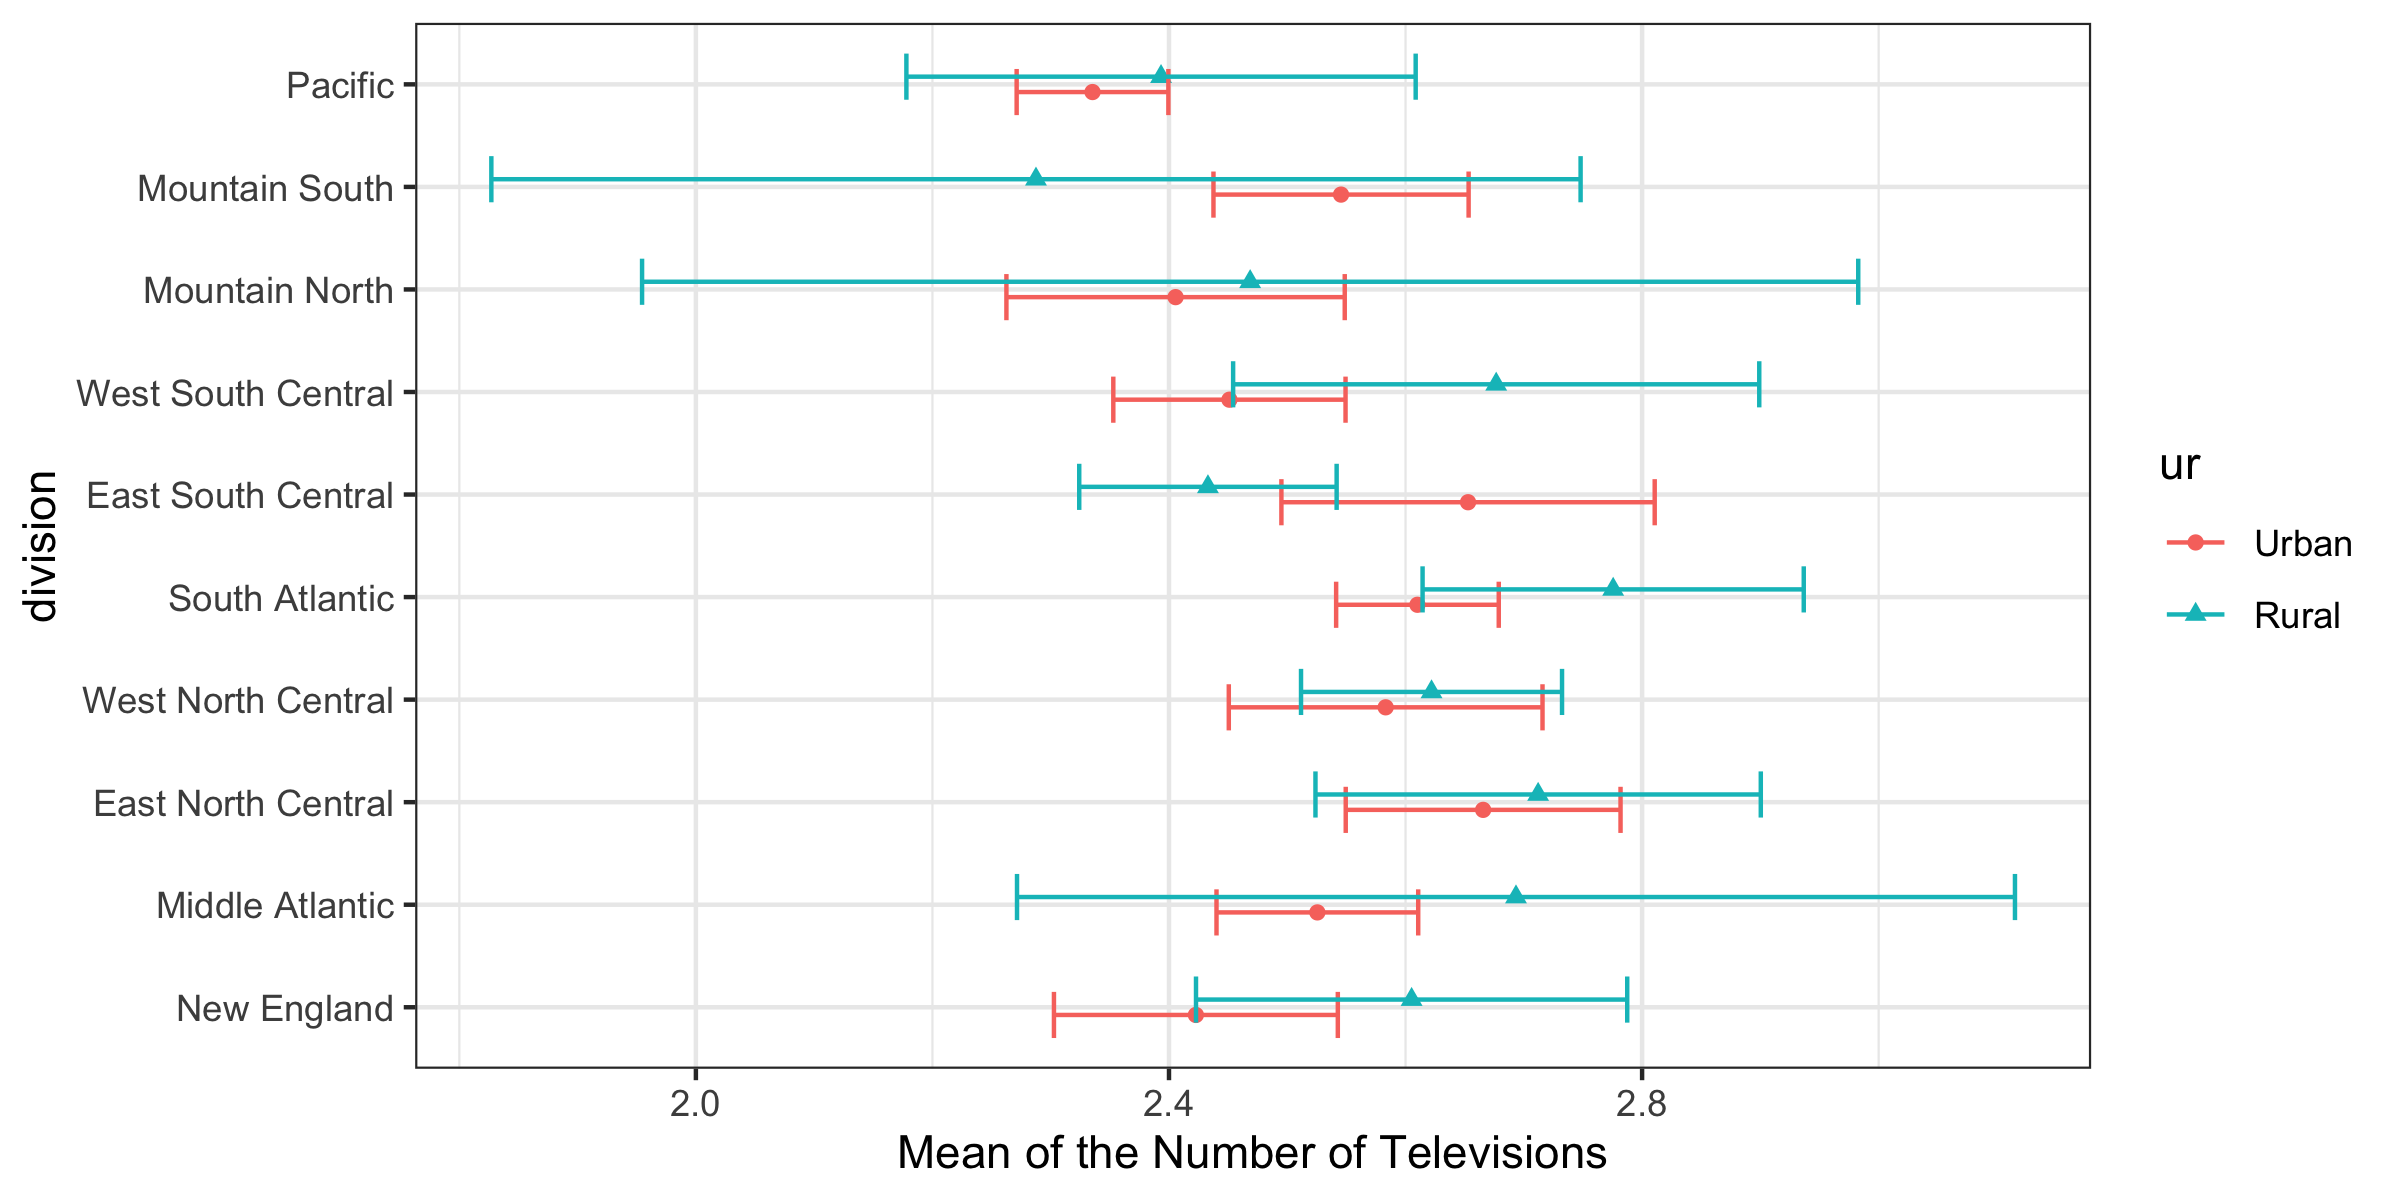 Pacific
Mountain South
Mountain North
West South Central
East South Central
South Atlantic
West North Central
East North Central
Middle Atlantic
New England
division
2.0 2.4 2.8
Mean of the Number of Televisions
ur
Urban
Rural